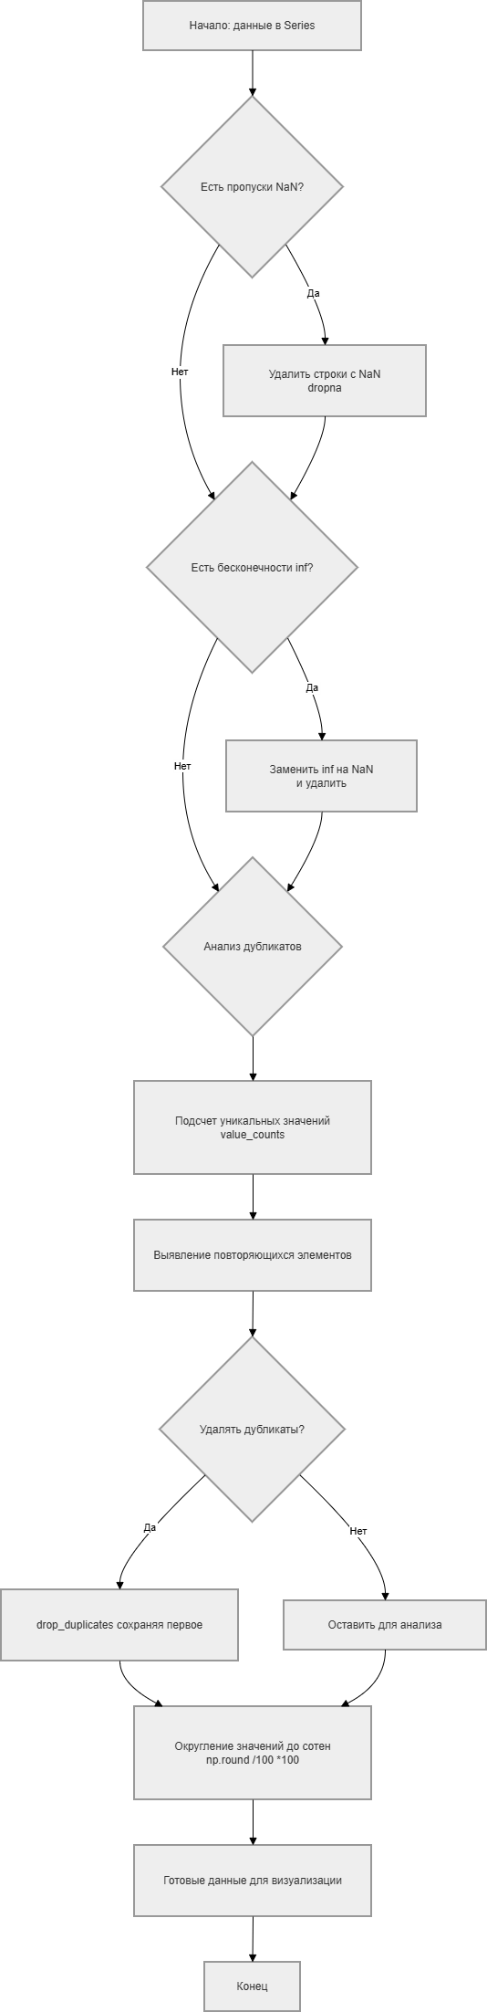 Начало: данные в Series
Есть пропуски NaN?
Да
Нет
Удалить строки с NaN
dropna
Есть бесконечности inf?
Да
Нет
Заменить inf на NaN
и удалить
Анализ дубликатов
Подсчет уникальных значений
value_counts
Выявление повторяющихся элементов
Удалять дубликаты?
Да
Нет
drop_duplicates сохраняя первое
Оставить для анализа
Округление значений до сотен
np.round /100 *100
Готовые данные для визуализации
Конец